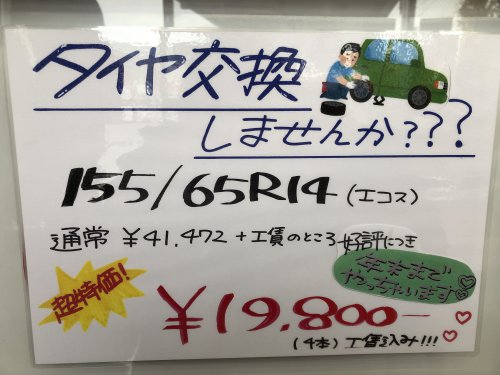 タイヤ交換
しませんか???
155/65R14 (エコス)
通常 ¥41,472 +工賃のところ 好評につき
年末まで
やっちゃいます
超特価!
¥19,800-
(4本) 工賃込み!!!